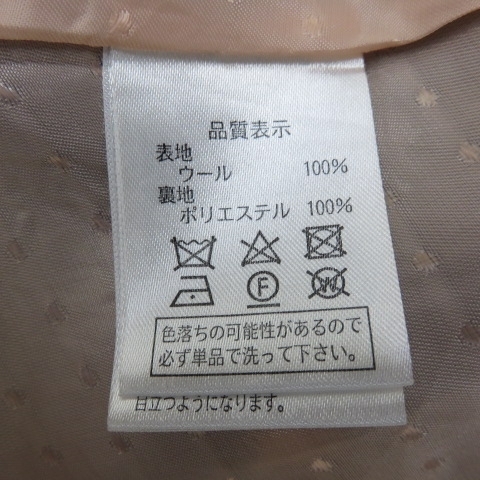 品質表示
表地
ウール 100%
裏地
ポリエステル 100%
F
W
色落ちの可能性があるので
必ず単品で洗って下さい。
目立つようになります。